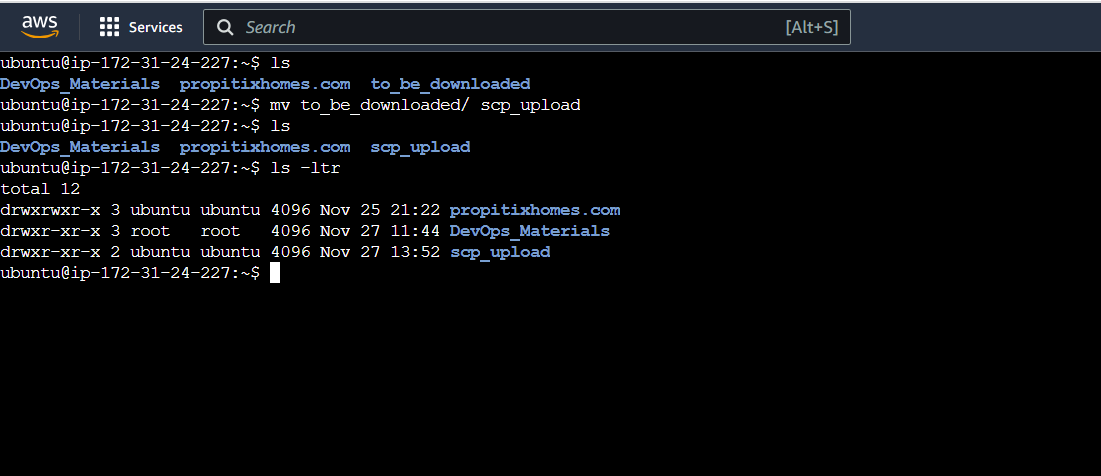 aws Services Search [Alt+S]
ubuntu@ip-172-31-24-227:~$ ls
DevOps_Materials  propitixhomes.com  to_be_downloaded
ubuntu@ip-172-31-24-227:~$ mv to_be_downloaded/ scp_upload
ubuntu@ip-172-31-24-227:~$ ls
DevOps_Materials  propitixhomes.com  scp_upload
ubuntu@ip-172-31-24-227:~$ ls -ltr
total 12
drwxrwxr-x 3 ubuntu ubuntu 4096 Nov 25 21:22 propitixhomes.com
drwxr-xr-x 3 root   root   4096 Nov 27 11:44 DevOps_Materials
drwxr-xr-x 2 ubuntu ubuntu 4096 Nov 27 13:52 scp_upload
ubuntu@ip-172-31-24-227:~$